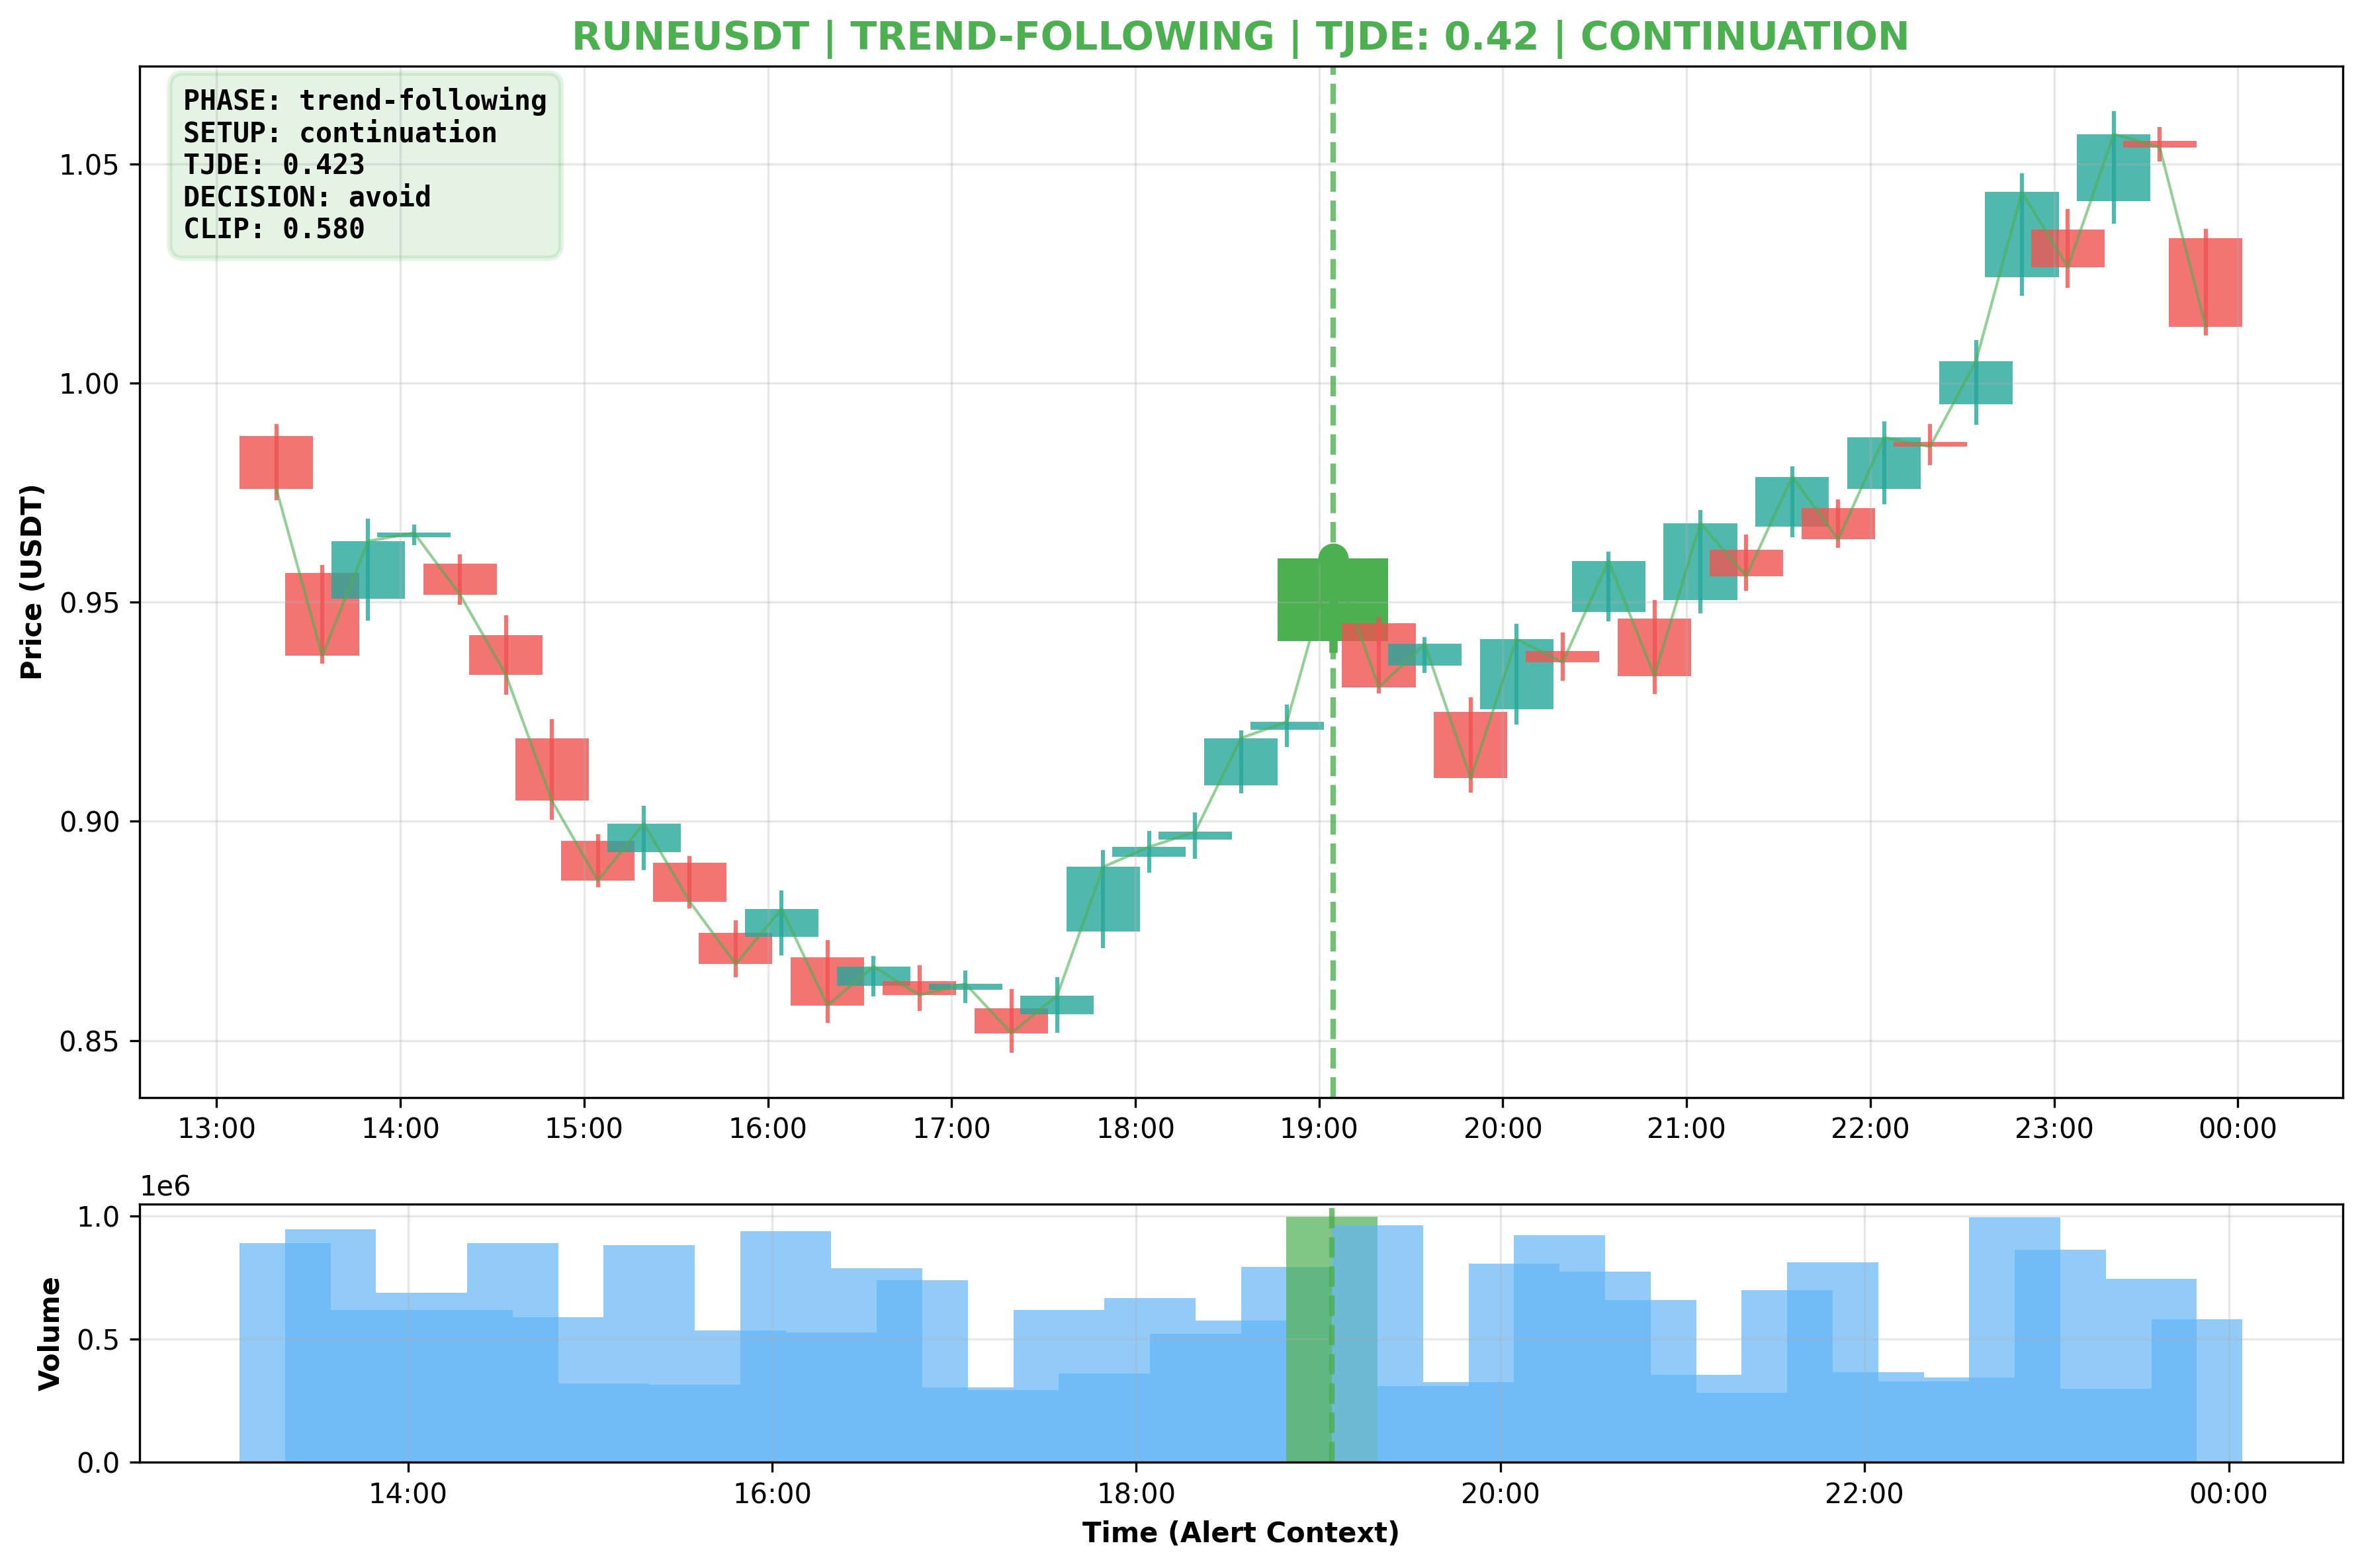 RUNEUSDT | TREND-FOLLOWING | TJDE: 0.42 | CONTINUATION
PHASE: trend-following
SETUP: continuation
TJDE: 0.423
DECISION: avoid
CLIP: 0.580
Price (USDT)
1.05
1.00
0.95
0.90
0.85
13:00 14:00 15:00 16:00 17:00 18:00 19:00 20:00 21:00 22:00 23:00 00:00
1e6
Volume
1.0
0.5
0.0
14:00 16:00 18:00 20:00 22:00 00:00
Time (Alert Context)